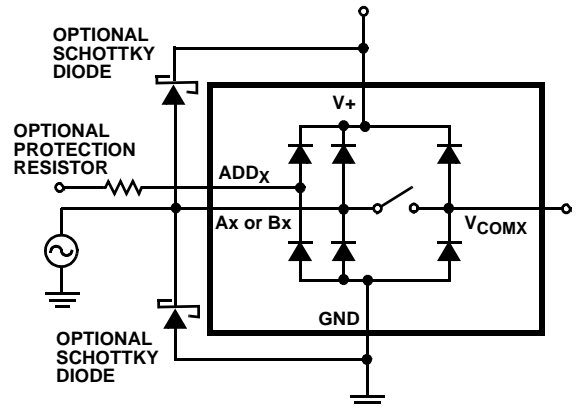 OPTIONAL
SCHOTTKY
DIODE
V+
OPTIONAL
PROTECTION
RESISTOR
ADDX
Ax or Bx
VCOMX
GND
OPTIONAL
SCHOTTKY
DIODE